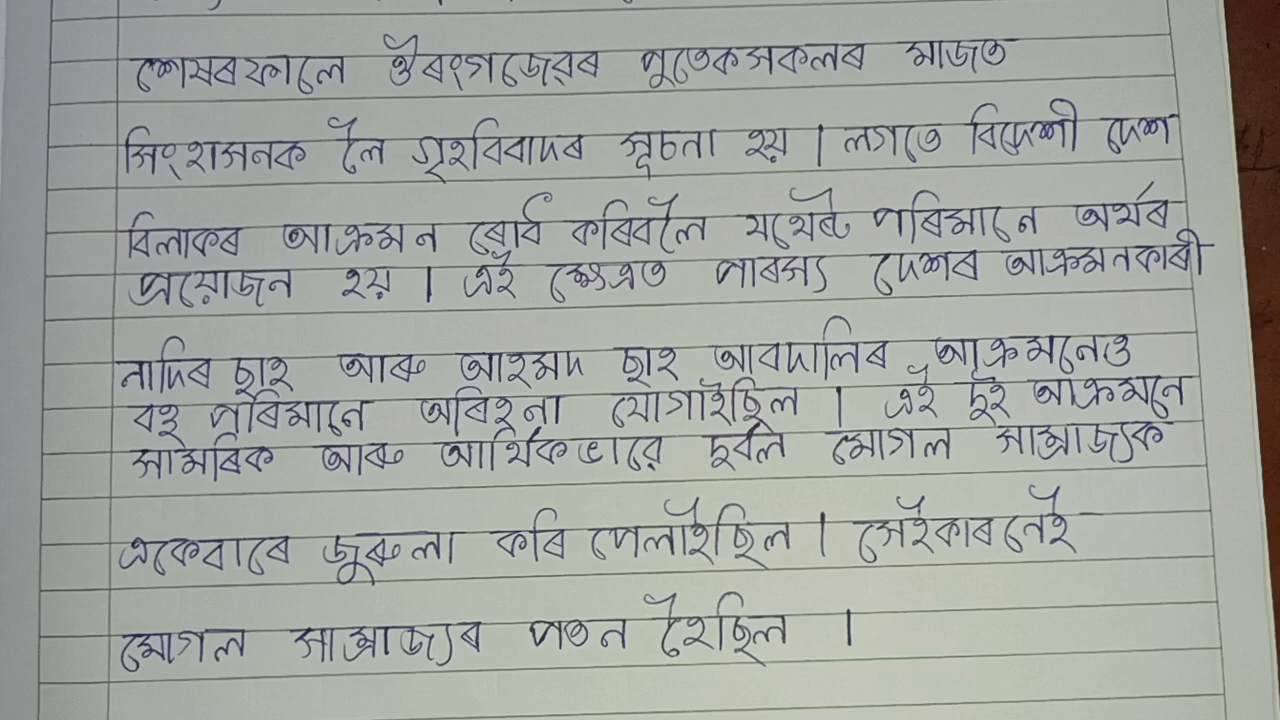 শেষৰফালে ঔৰংগজেৱৰ পুতেকসকলৰ মাজত
সিংহাসনক লৈ গৃহবিবাদৰ সূচনা হয় । লগতে বিদেশী দেশ
বিলাকৰ আক্ৰমন ৰোধ কৰিবলৈ যথেষ্ট পৰিমানে অৰ্থৰ
প্ৰয়োজন হয় । এই ক্ষেত্ৰত পাৰস্য দেশৰ আক্ৰমনকাৰী
নাদিৰ ছাহ আৰু আহমদ ছাহ আবদালিৰ আক্ৰমনেও
বহু পৰিমানে অৰিহনা যোগাইছিল । এই দুই আক্ৰমনে
সামৰিক আৰু আৰ্থিকভাৱে দুৰ্বল মোগল সাম্ৰাজ্যক
একেবাৰে জুৰুলা কৰি পেলাইছিল । সেইকাৰনেই
মোগল সাম্ৰাজ্যৰ পতন হৈছিল ।